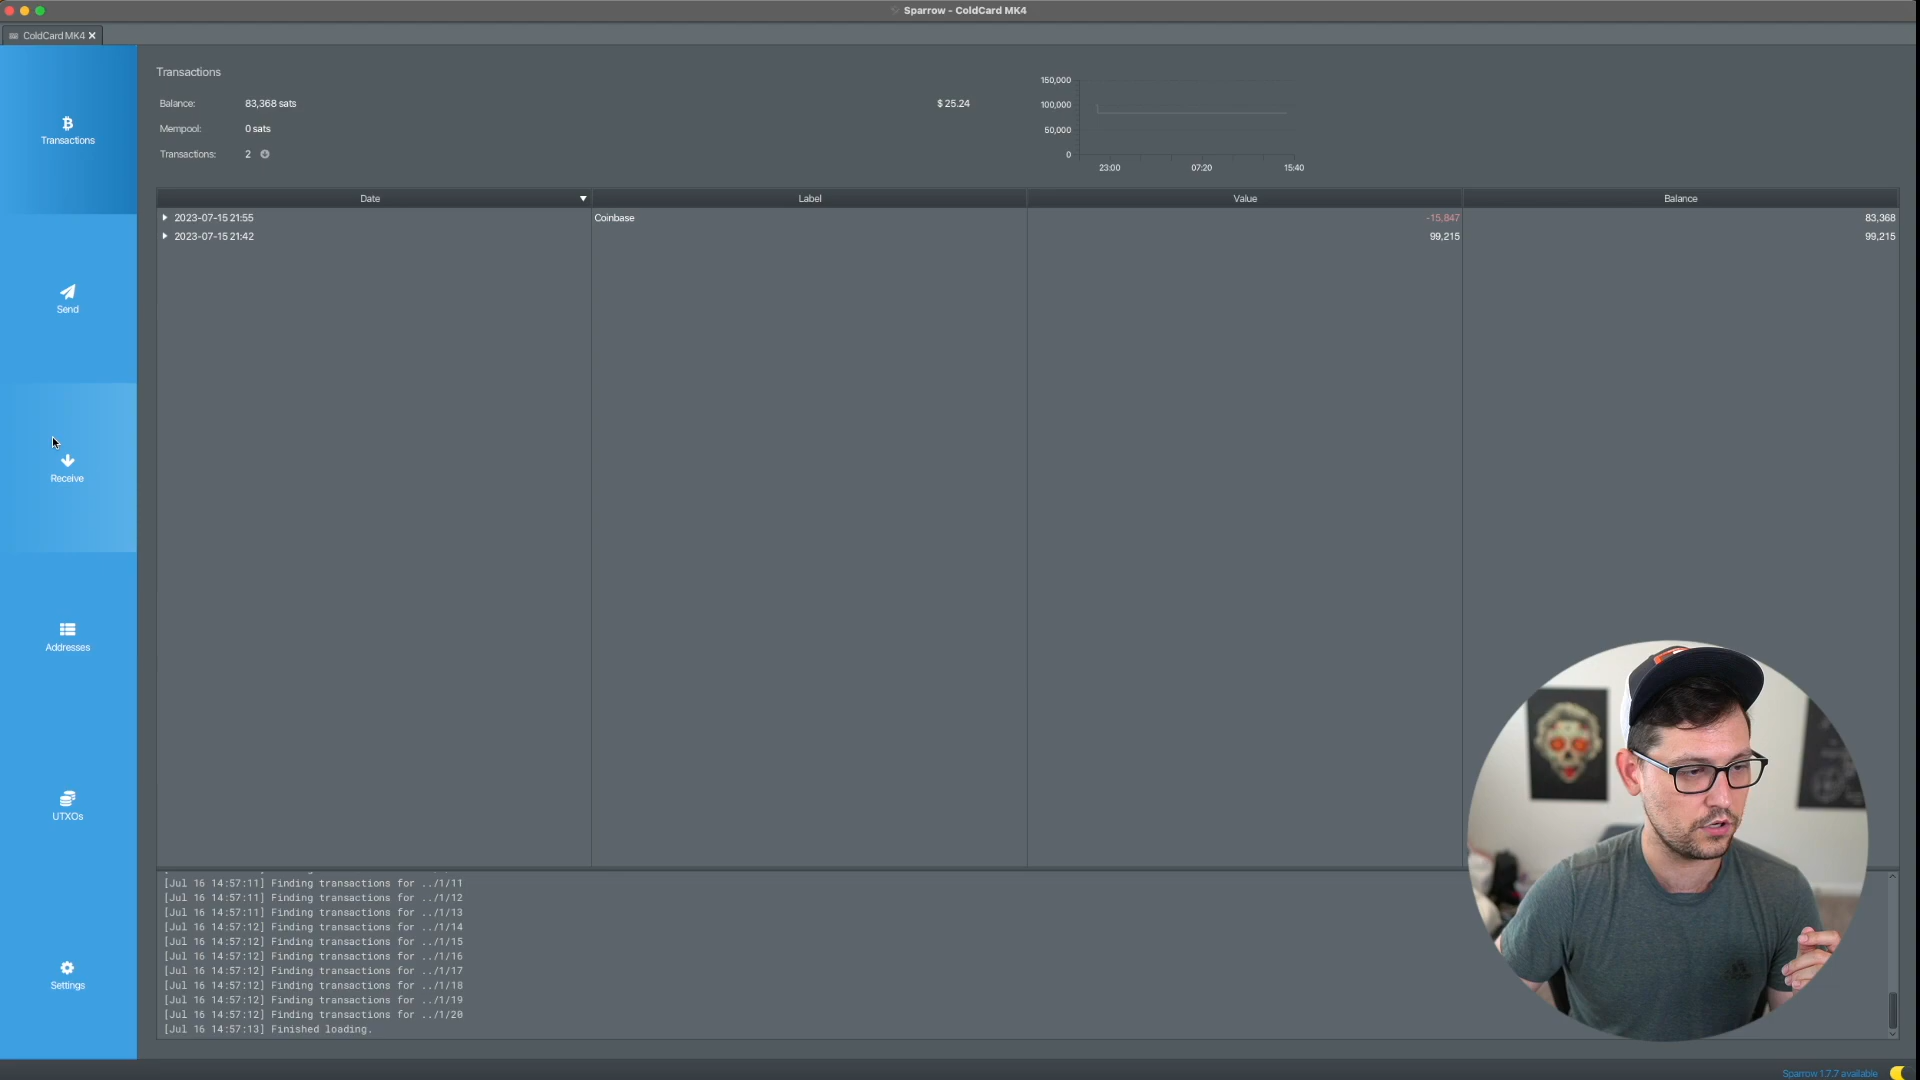 Sparrow - ColdCard MK4
ColdCard MK4
Transactions
Send
Receive
Addresses
UTXOs
Settings
Transactions
Balance: 83,368 sats $ 25.24
Mempool: 0 sats
Transactions: 2
150,000
100,000
50,000
0
23:00 07:20 15:40
Date Label Value Balance
2023-07-15 21:55 Coinbase -15,847 83,368
2023-07-15 21:42 99,215 99,215
[Jul 16 14:57:11] Finding transactions for ../1/11
[Jul 16 14:57:11] Finding transactions for ../1/12
[Jul 16 14:57:11] Finding transactions for ../1/13
[Jul 16 14:57:12] Finding transactions for ../1/14
[Jul 16 14:57:12] Finding transactions for ../1/15
[Jul 16 14:57:12] Finding transactions for ../1/16
[Jul 16 14:57:12] Finding transactions for ../1/17
[Jul 16 14:57:12] Finding transactions for ../1/18
[Jul 16 14:57:12] Finding transactions for ../1/19
[Jul 16 14:57:12] Finding transactions for ../1/20
[Jul 16 14:57:13] Finished loading.
Sparrow 1.7.7 available